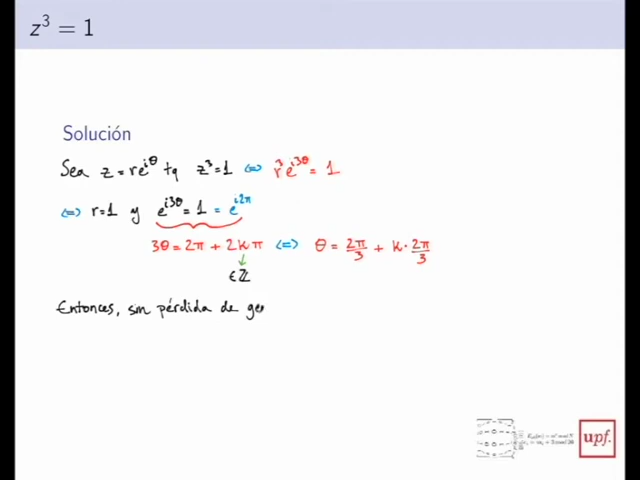 z³ = 1
Solución
Sea z = re^{iθ} tq z³ = 1 ⇔ r³e^{i3θ} = 1
⇔ r = 1 y e^{i3θ} = 1 = e^{i2π}
3θ = 2π + 2kπ ⇔ θ = 2π/3 + k · 2π/3
∈ ℤ
Entonces, sin pérdida de ge
upf.